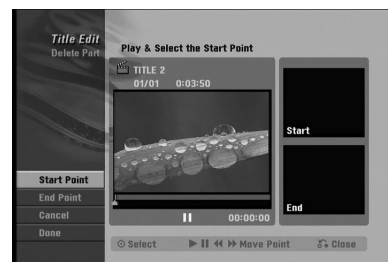 Title Edit
Delete Part
Play & Select the Start Point
TITLE 2
01/01 0:03:50
Start
Start Point
End Point
Cancel
Done
End
00:00:00
Select Move Point Close